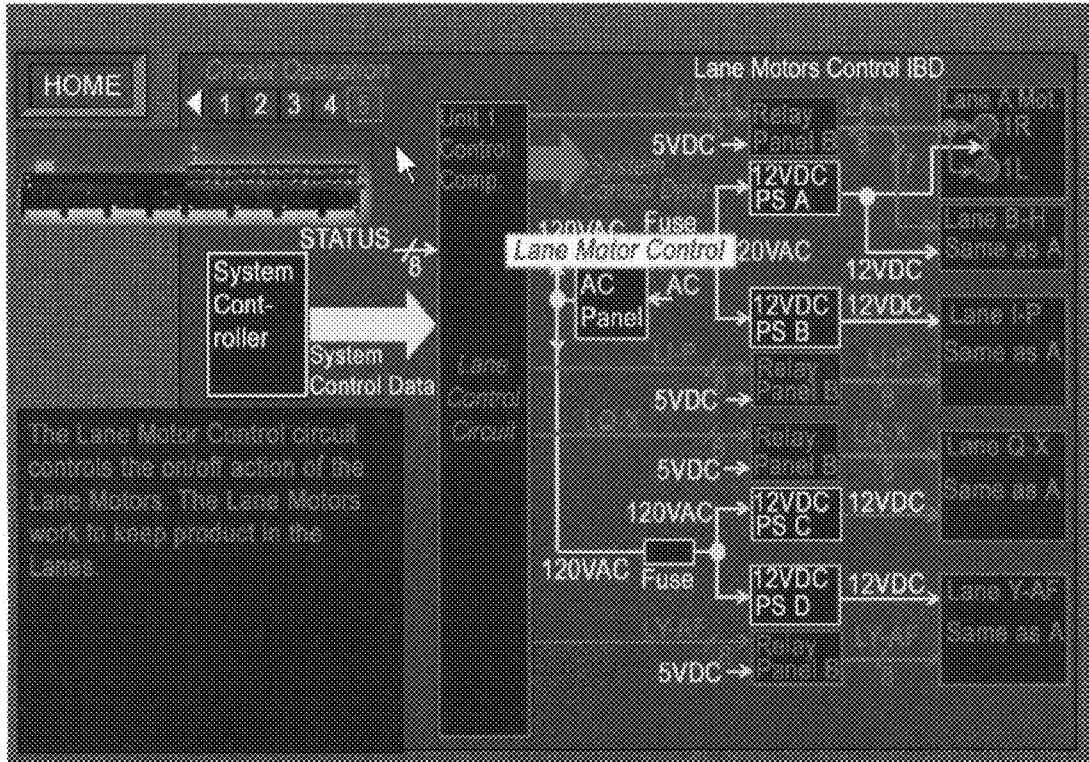 HOME
Circuit Operation
1 2 3 4
Lane Motors Control IBD
Unit 1
Control
Comp
Relay
Panel B
5VDC
12VDC
PS A
Lane A Mot
1R
1L
Lane B-H
Same as A
12VDC
STATUS
8
120VAC
Fuse
Lane Motor Control
120VAC
AC
Panel
AC
System
Cont-
roller
System
Control Data
12VDC
PS B
12VDC
Lane I-P
Same as A
Relay
Panel B
5VDC
Lane
Control
Circuit
Relay
Panel B
5VDC
Lane Q-X
Same as A
120VAC
12VDC
PS C
12VDC
120VAC
Fuse
12VDC
PS D
12VDC
Lane Y-AF
Same as A
Relay
Panel B
5VDC
The Lane Motor Control circuit
controls the on/off action of the
Lane Motors. The Lane Motors
work to keep product in the
Lanes